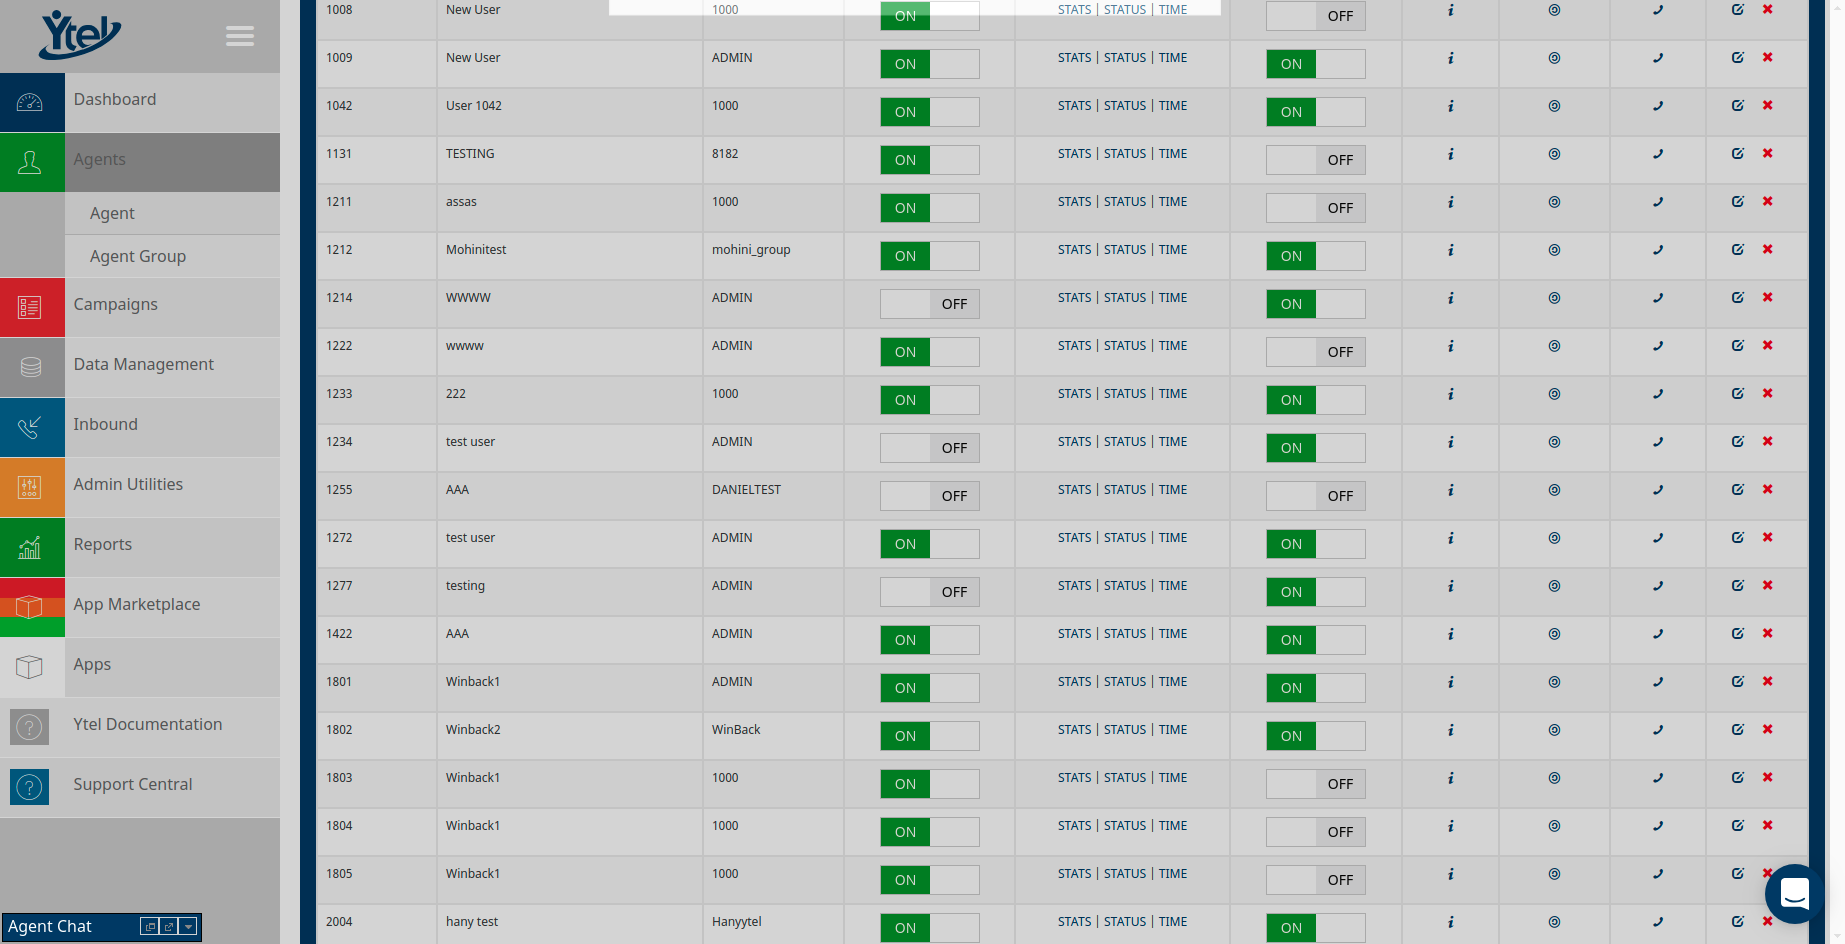 Ytel
Dashboard
Agents
Agent
Agent Group
Campaigns
Data Management
Inbound
Admin Utilities
Reports
App Marketplace
Apps
? Ytel Documentation
? Support Central
Agent Chat
1008 New User 1000 ON STATS | STATUS | TIME OFF
1009 New User ADMIN ON STATS | STATUS | TIME ON
1042 User 1042 1000 ON STATS | STATUS | TIME ON
1131 TESTING 8182 ON STATS | STATUS | TIME OFF
1211 assas 1000 ON STATS | STATUS | TIME OFF
1212 Mohinitest mohini_group ON STATS | STATUS | TIME ON
1214 WWWW ADMIN OFF STATS | STATUS | TIME ON
1222 wwww ADMIN ON STATS | STATUS | TIME OFF
1233 222 1000 ON STATS | STATUS | TIME ON
1234 test user ADMIN OFF STATS | STATUS | TIME ON
1255 AAA DANIELTEST OFF STATS | STATUS | TIME OFF
1272 test user ADMIN ON STATS | STATUS | TIME ON
1277 testing ADMIN OFF STATS | STATUS | TIME ON
1422 AAA ADMIN ON STATS | STATUS | TIME ON
1801 Winback1 ADMIN ON STATS | STATUS | TIME ON
1802 Winback2 WinBack ON STATS | STATUS | TIME ON
1803 Winback1 1000 ON STATS | STATUS | TIME OFF
1804 Winback1 1000 ON STATS | STATUS | TIME OFF
1805 Winback1 1000 ON STATS | STATUS | TIME OFF
2004 hany test Hanyytel ON STATS | STATUS | TIME ON